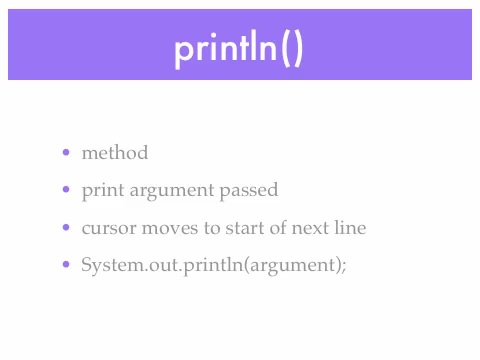 println()
• method
• print argument passed
• cursor moves to start of next line
• System.out.println(argument);